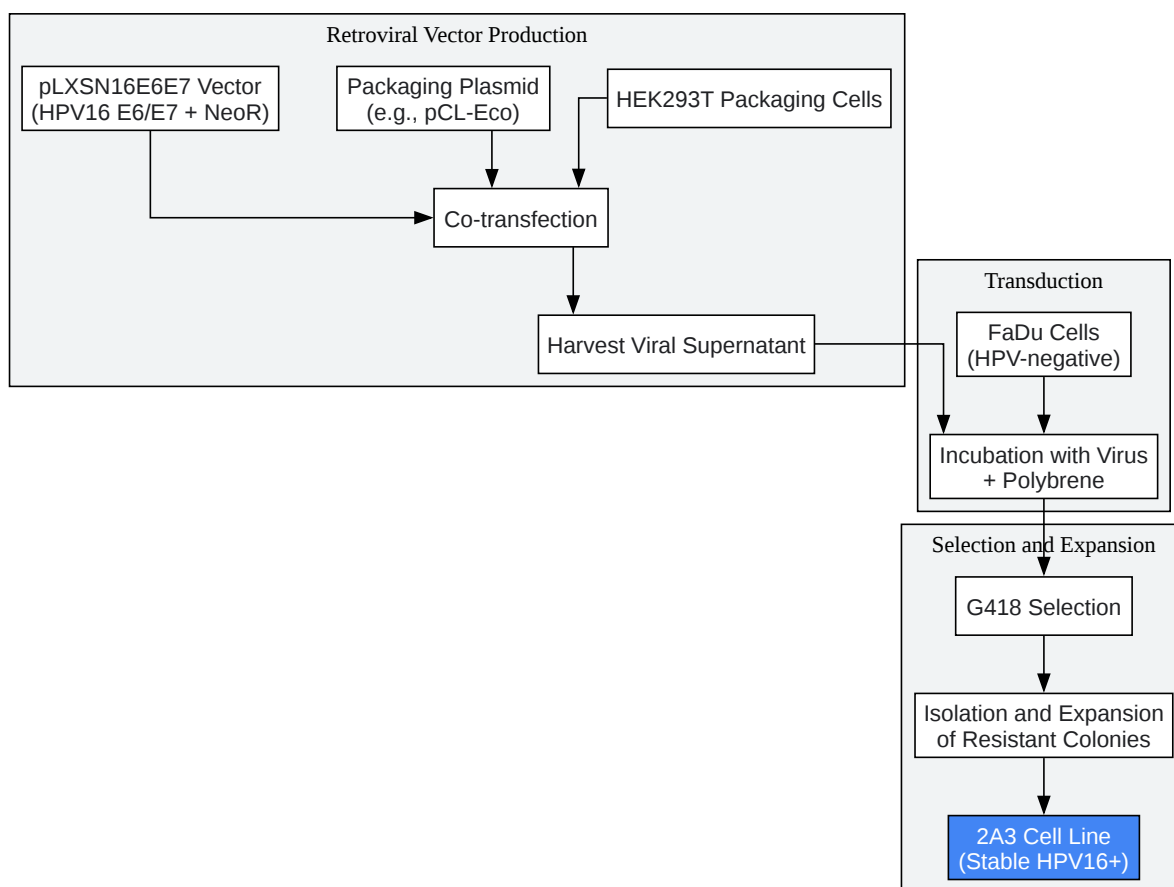 Retroviral Vector Production
pLXSN16E6E7 Vector
(HPV16 E6/E7 + NeoR)
Packaging Plasmid
(e.g., pCL-Eco)
HEK293T Packaging Cells
Co-transfection
Harvest Viral Supernatant
Transduction
FaDu Cells
(HPV-negative)
Incubation with Virus
+ Polybrene
Selection and Expansion
G418 Selection
Isolation and Expansion
of Resistant Colonies
2A3 Cell Line
(Stable HPV16+)